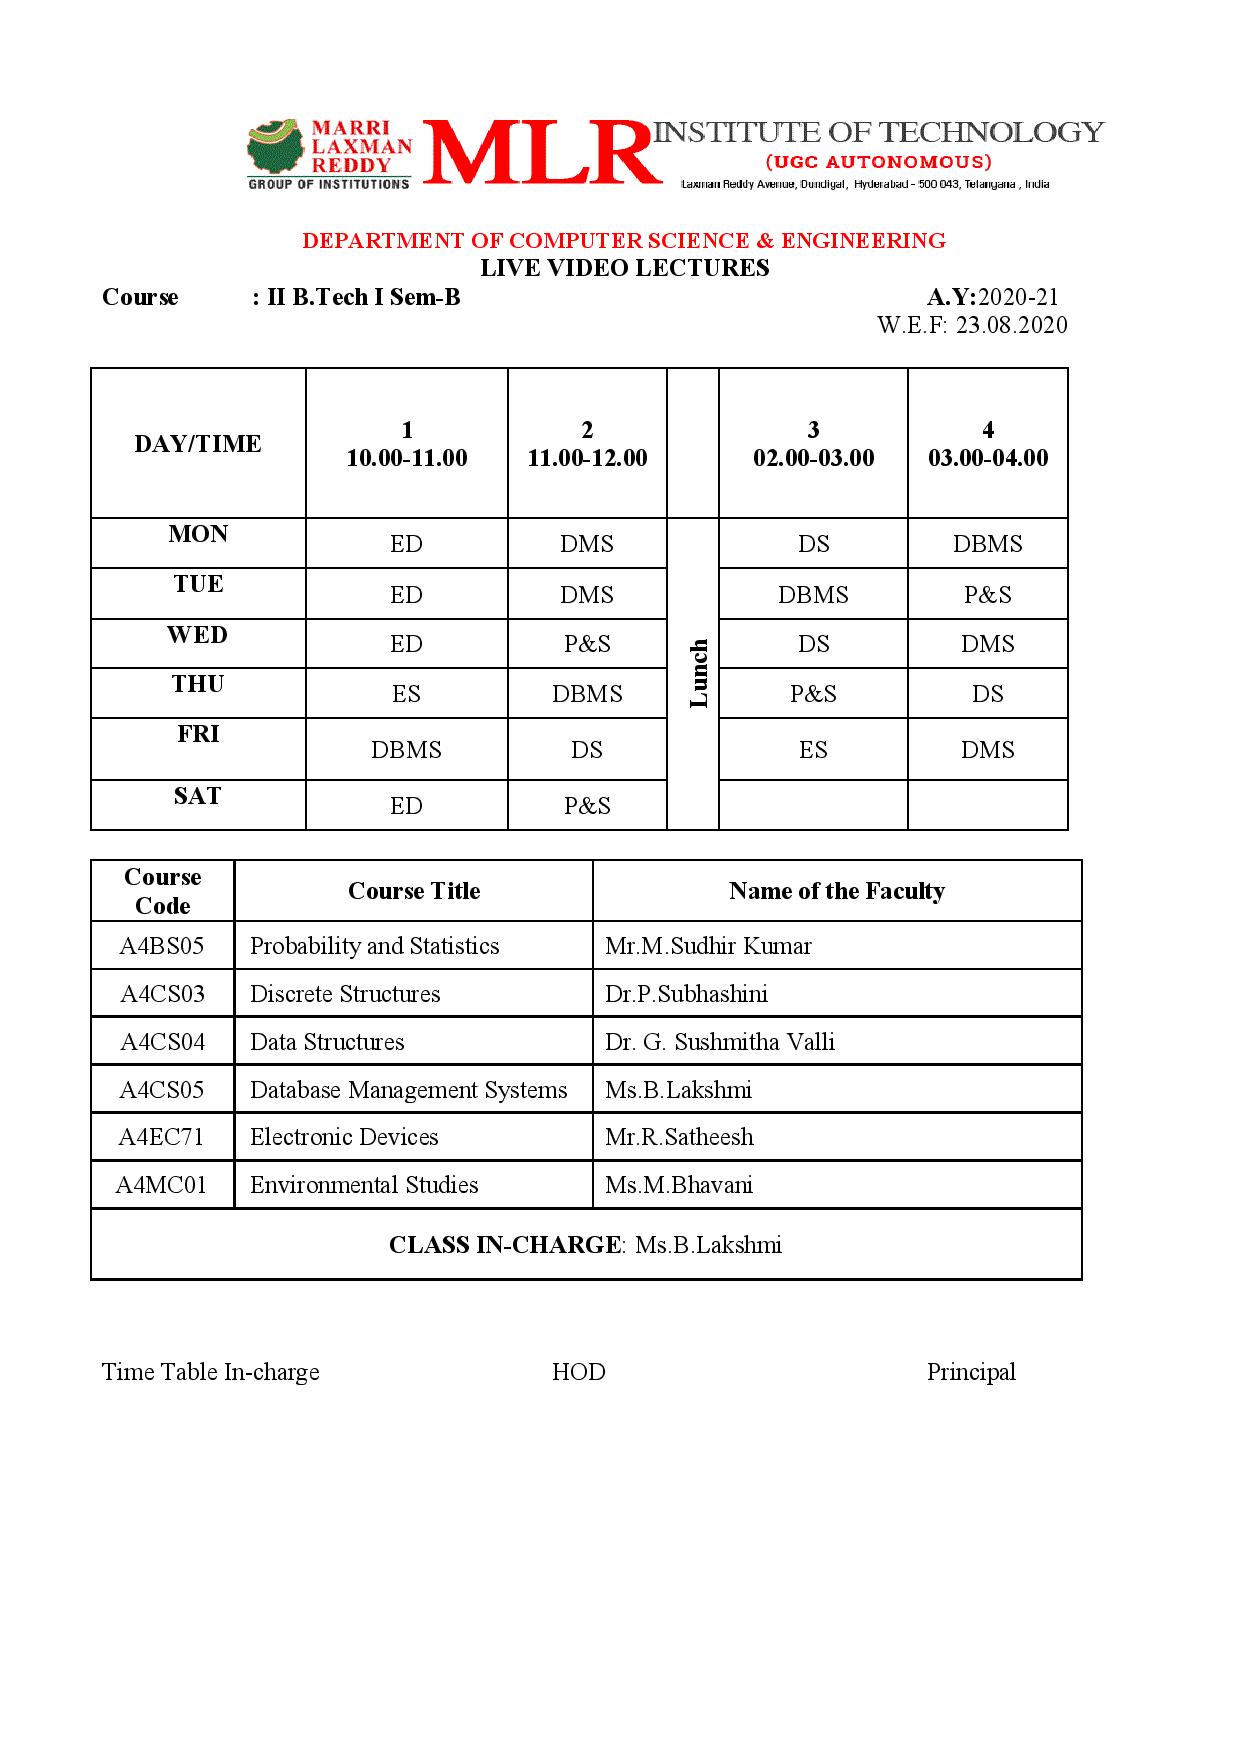 MARRI
LAXMAN
REDDY
GROUP OF INSTITUTIONS
MLR INSTITUTE OF TECHNOLOGY
(UGC AUTONOMOUS)
Laxman Reddy Avenue, Dundigal, Hyderabad - 500 043, Telangana , India
DEPARTMENT OF COMPUTER SCIENCE & ENGINEERING
LIVE VIDEO LECTURES
Course : II B.Tech I Sem-B A.Y:2020-21
W.E.F: 23.08.2020
DAY/TIME 1 10.00-11.00 2 11.00-12.00 3 02.00-03.00 4 03.00-04.00
MON ED DMS DS DBMS
TUE ED DMS DBMS P&S
WED ED P&S DS DMS
Lunch
THU ES DBMS P&S DS
FRI DBMS DS ES DMS
SAT ED P&S
Course Code Course Title Name of the Faculty
A4BS05 Probability and Statistics Mr.M.Sudhir Kumar
A4CS03 Discrete Structures Dr.P.Subhashini
A4CS04 Data Structures Dr. G. Sushmitha Valli
A4CS05 Database Management Systems Ms.B.Lakshmi
A4EC71 Electronic Devices Mr.R.Satheesh
A4MC01 Environmental Studies Ms.M.Bhavani
CLASS IN-CHARGE: Ms.B.Lakshmi
Time Table In-charge HOD Principal